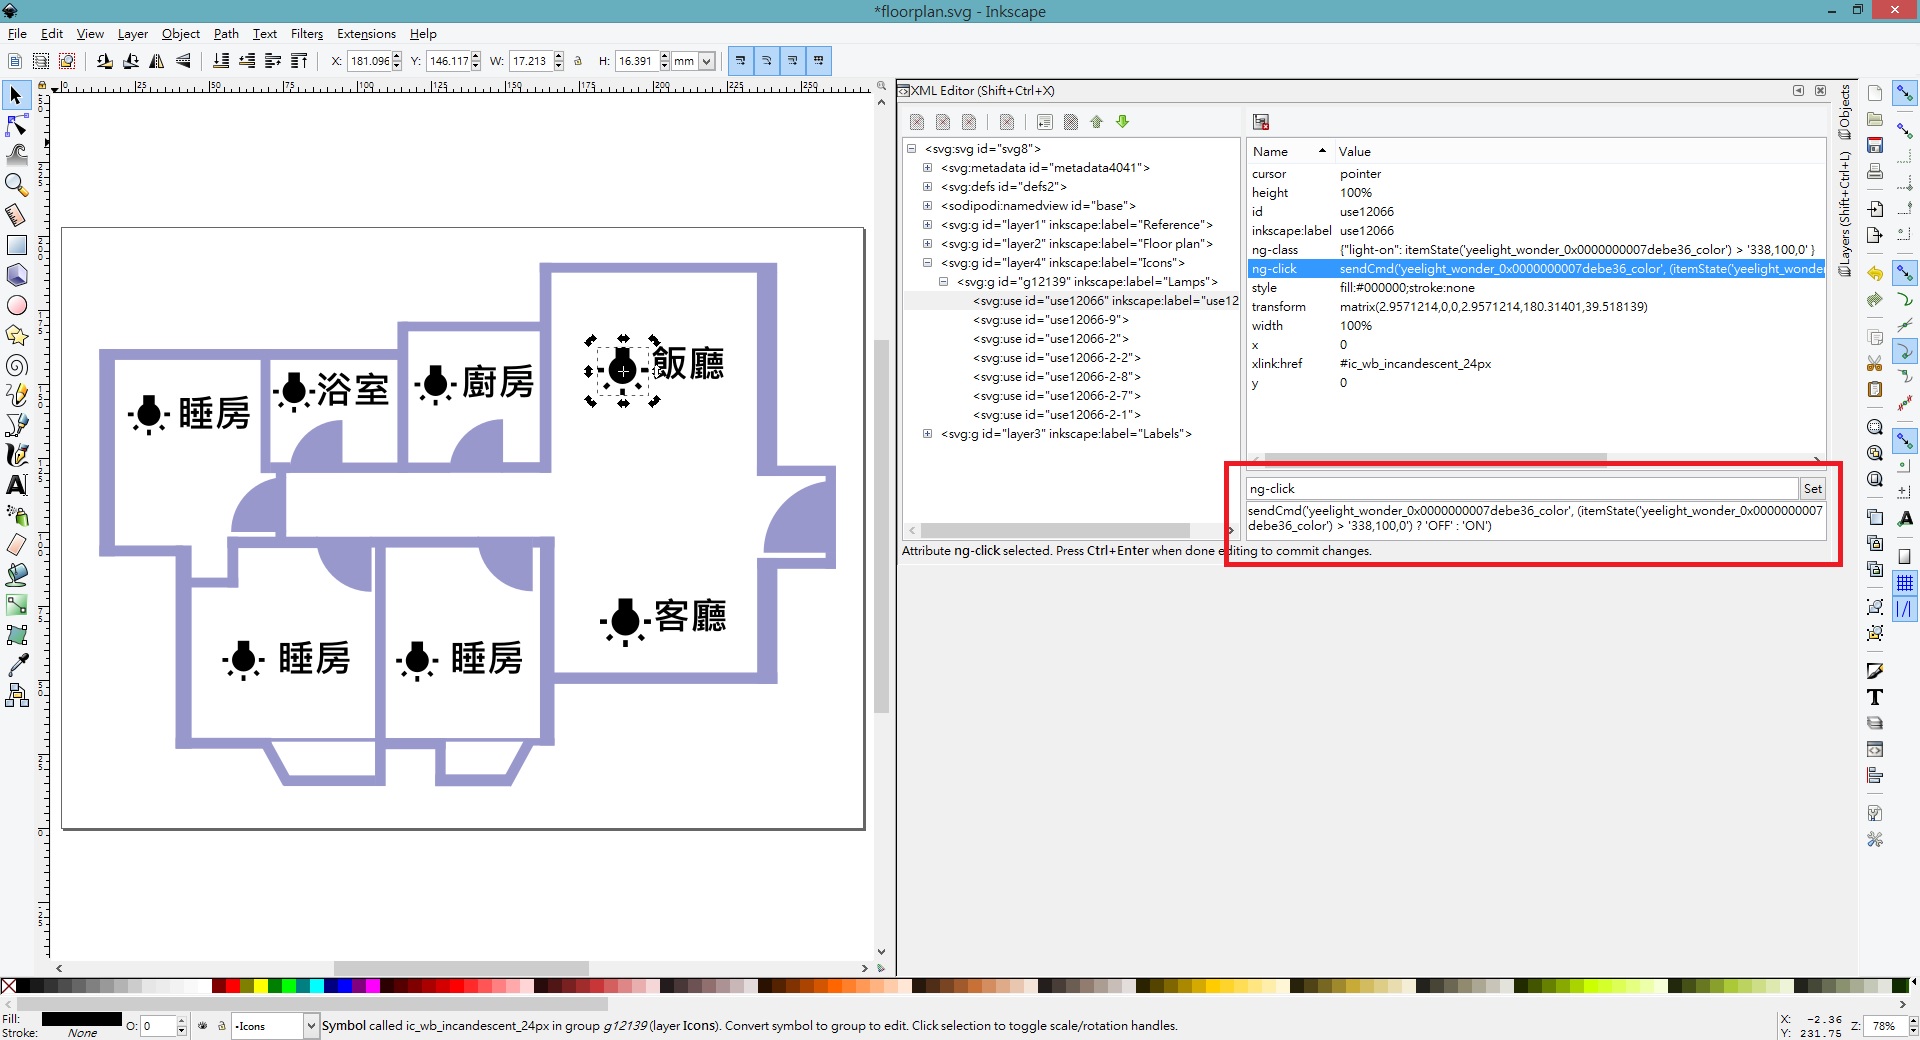 *floorplan.svg - Inkscape
File Edit View Layer Object Path Text Filters Extensions Help
X: 181.096 Y: 146.117 W: 17.213 H: 16.391 mm
XML Editor (Shift+Ctrl+X)
Objects
Layers (Shift+Ctrl+L)
<svg:svg id="svg8">
<svg:metadata id="metadata4041">
<svg:defs id="defs2">
<sodipodi:namedview id="base">
<svg:g id="layer1" inkscape:label="Reference">
<svg:g id="layer2" inkscape:label="Floor plan">
<svg:g id="layer4" inkscape:label="Icons">
<svg:g id="g12139" inkscape:label="Lamps">
<svg:use id="use12066" inkscape:label="use12
<svg:use id="use12066-9">
<svg:use id="use12066-2">
<svg:use id="use12066-2-2">
<svg:use id="use12066-2-8">
<svg:use id="use12066-2-7">
<svg:use id="use12066-2-1">
<svg:g id="layer3" inkscape:label="Labels">
Name Value
cursor pointer
height 100%
id use12066
inkscape:label use12066
ng-class {"light-on": itemState('yeelight_wonder_0x0000000007debe36_color') > '338,100,0' }
ng-click sendCmd('yeelight_wonder_0x0000000007debe36_color', (itemState('yeelight_wonde
style fill:#000000;stroke:none
transform matrix(2.9571214,0,0,2.9571214,180.31401,39.518139)
width 100%
x 0
xlink:href #ic_wb_incandescent_24px
y 0
ng-click Set
sendCmd('yeelight_wonder_0x0000000007debe36_color', (itemState('yeelight_wonder_0x0000000007
debe36_color') > '338,100,0') ? 'OFF' : 'ON')
Attribute ng-click selected. Press Ctrl+Enter when done editing to commit changes.
睡房
浴室
廚房
飯廳
客廳
睡房
睡房
Fill:
Stroke: None
O: 0
•Icons
Symbol called ic_wb_incandescent_24px in group g12139 (layer Icons). Convert symbol to group to edit. Click selection to toggle scale/rotation handles.
X: -2.36
Y: 231.75
Z: 78%